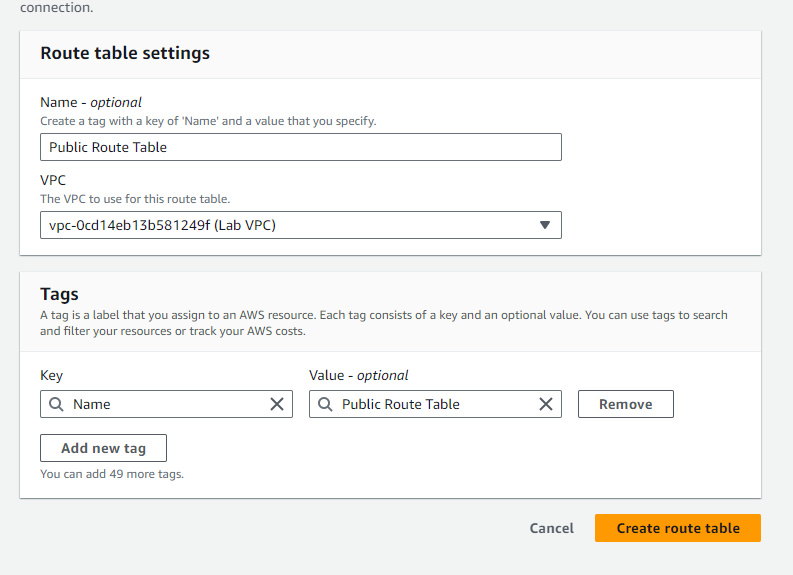 connection.
Route table settings
Name - optional
Create a tag with a key of 'Name' and a value that you specify.
Public Route Table
VPC
The VPC to use for this route table.
vpc-0cd14eb13b581249f (Lab VPC)
Tags
A tag is a label that you assign to an AWS resource. Each tag consists of a key and an optional value. You can use tags to search
and filter your resources or track your AWS costs.
Key
Value - optional
Name
Public Route Table
Remove
Add new tag
You can add 49 more tags.
Cancel
Create route table